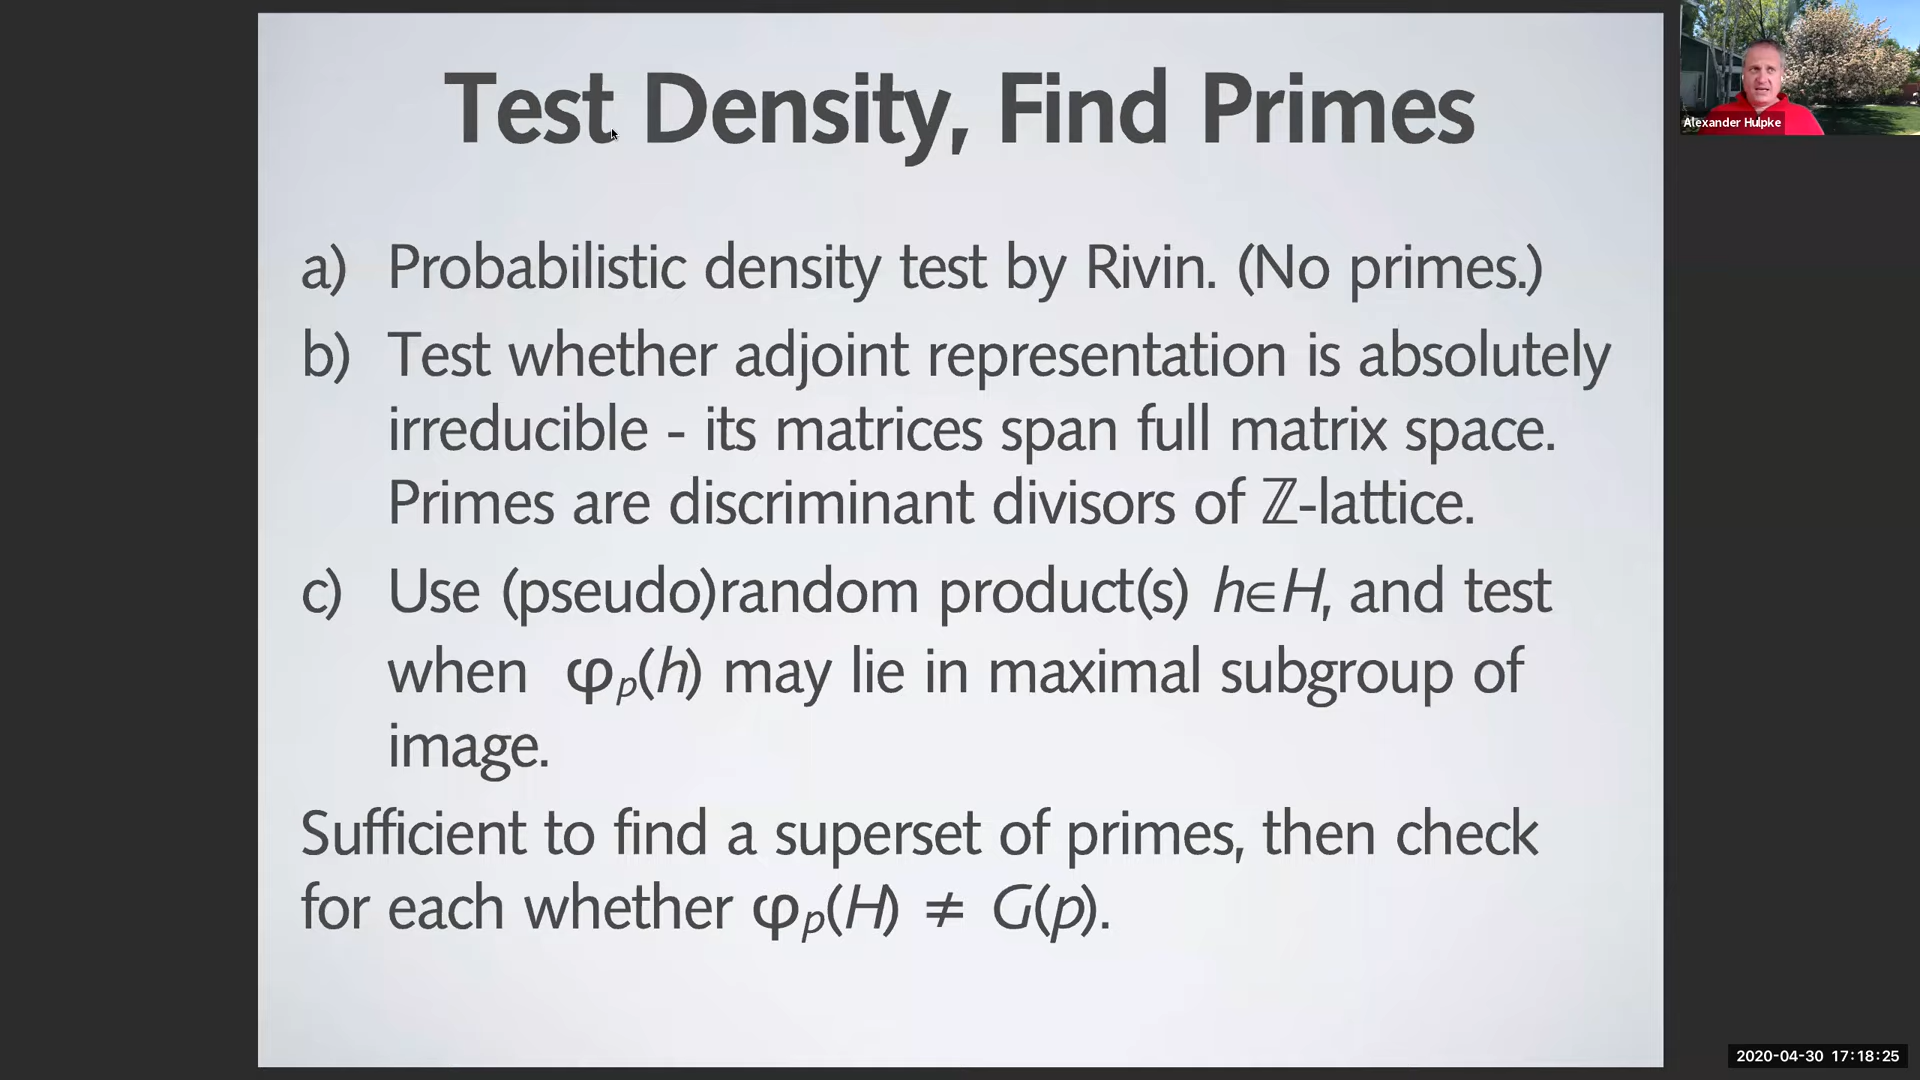 Test Density, Find Primes
a) Probabilistic density test by Rivin. (No primes.)
b) Test whether adjoint representation is absolutely
irreducible - its matrices span full matrix space.
Primes are discriminant divisors of ℤ-lattice.
c) Use (pseudo)random product(s) h∈H, and test
when φp(h) may lie in maximal subgroup of
image.
Sufficient to find a superset of primes, then check
for each whether φp(H) ≠ G(p).
Alexander Hulpke
2020-04-30 17:18:25